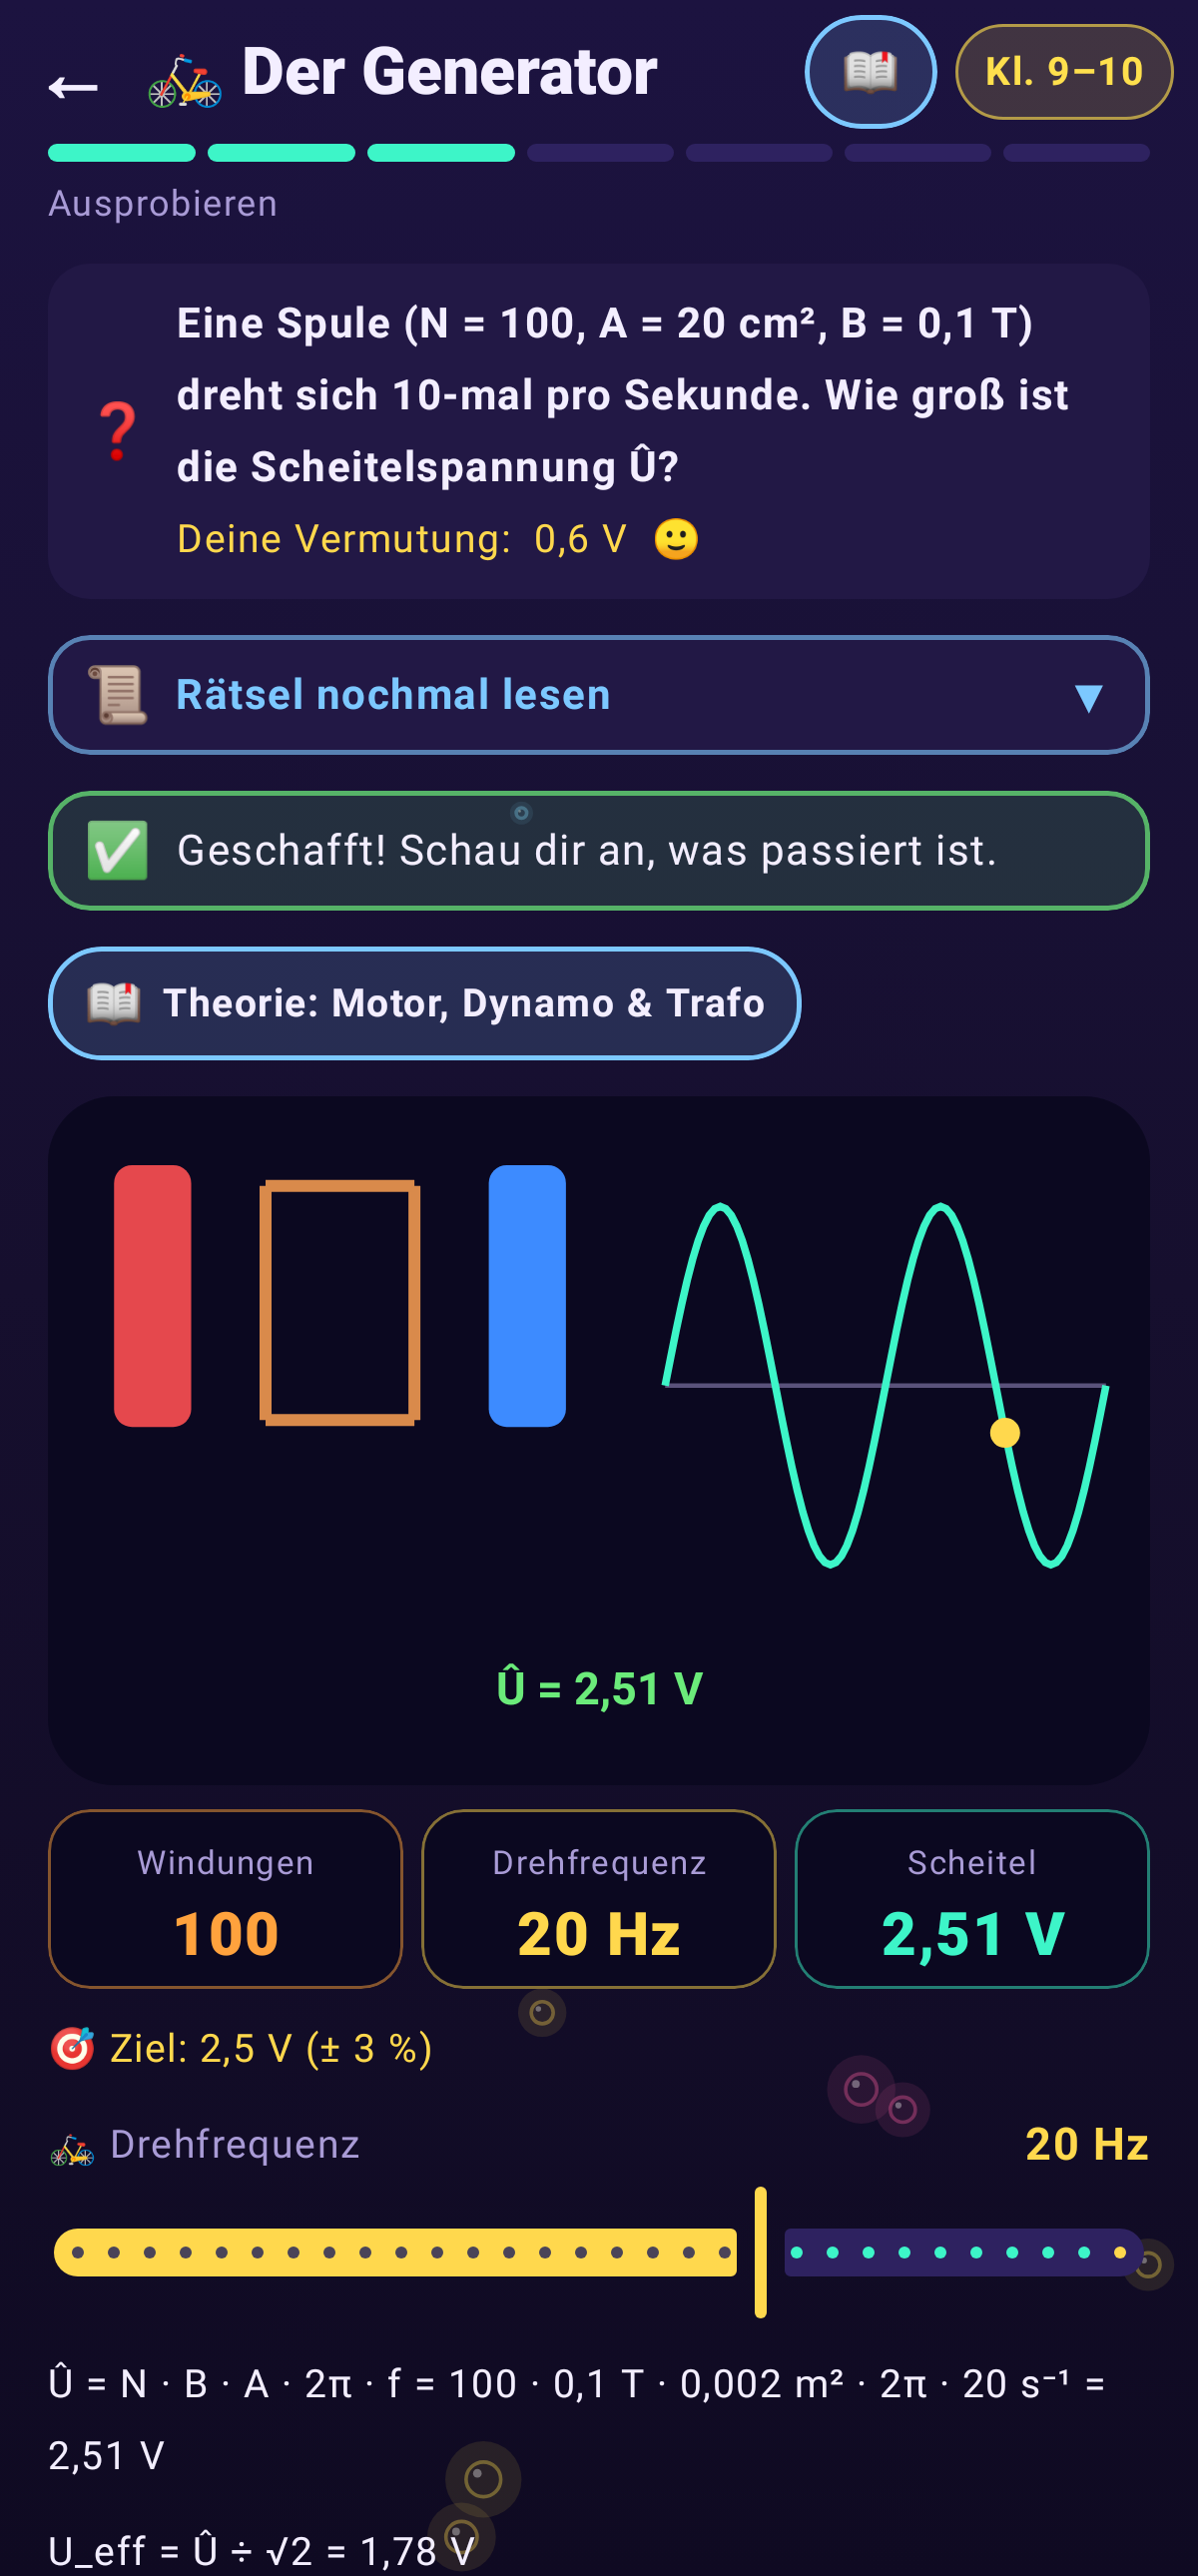 ← Der Generator
Kl. 9–10
Ausprobieren
Eine Spule (N = 100, A = 20 cm², B = 0,1 T)
dreht sich 10-mal pro Sekunde. Wie groß ist
die Scheitelspannung Û?
Deine Vermutung: 0,6 V
Rätsel nochmal lesen
Geschafft! Schau dir an, was passiert ist.
Theorie: Motor, Dynamo & Trafo
Û = 2,51 V
Windungen
100
Drehfrequenz
20 Hz
Scheitel
2,51 V
Ziel: 2,5 V (± 3 %)
Drehfrequenz
20 Hz
Û = N · B · A · 2π · f = 100 · 0,1 T · 0,002 m² · 2π · 20 s⁻¹ =
2,51 V
U_eff = Û ÷ √2 = 1,78 V